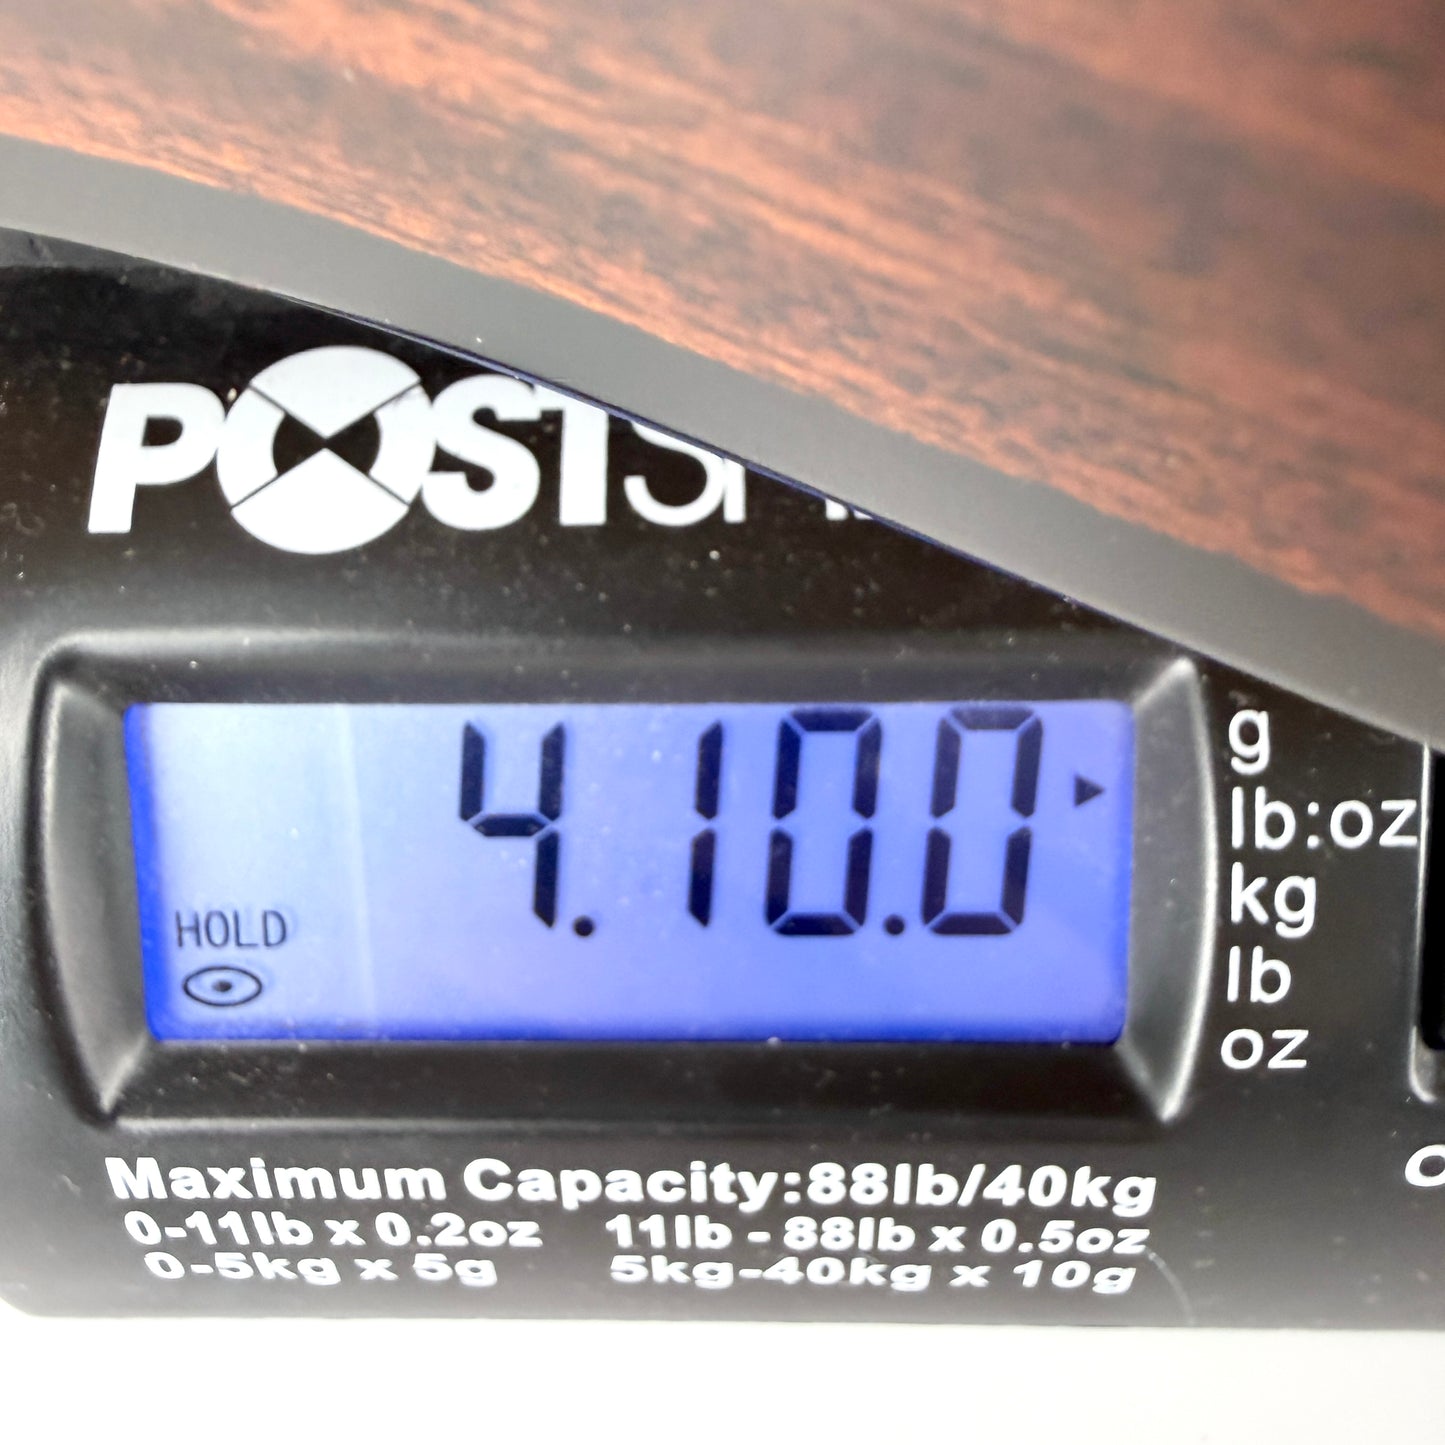 POSTS
4.10.0
HOLD
g
lb:oz
kg
lb
oz
Maximum Capacity:88lb/40kg
0-11lb x 0.2oz 11lb - 88lb x 0.5oz
0-5kg x 5g 5kg-40kg x 10g